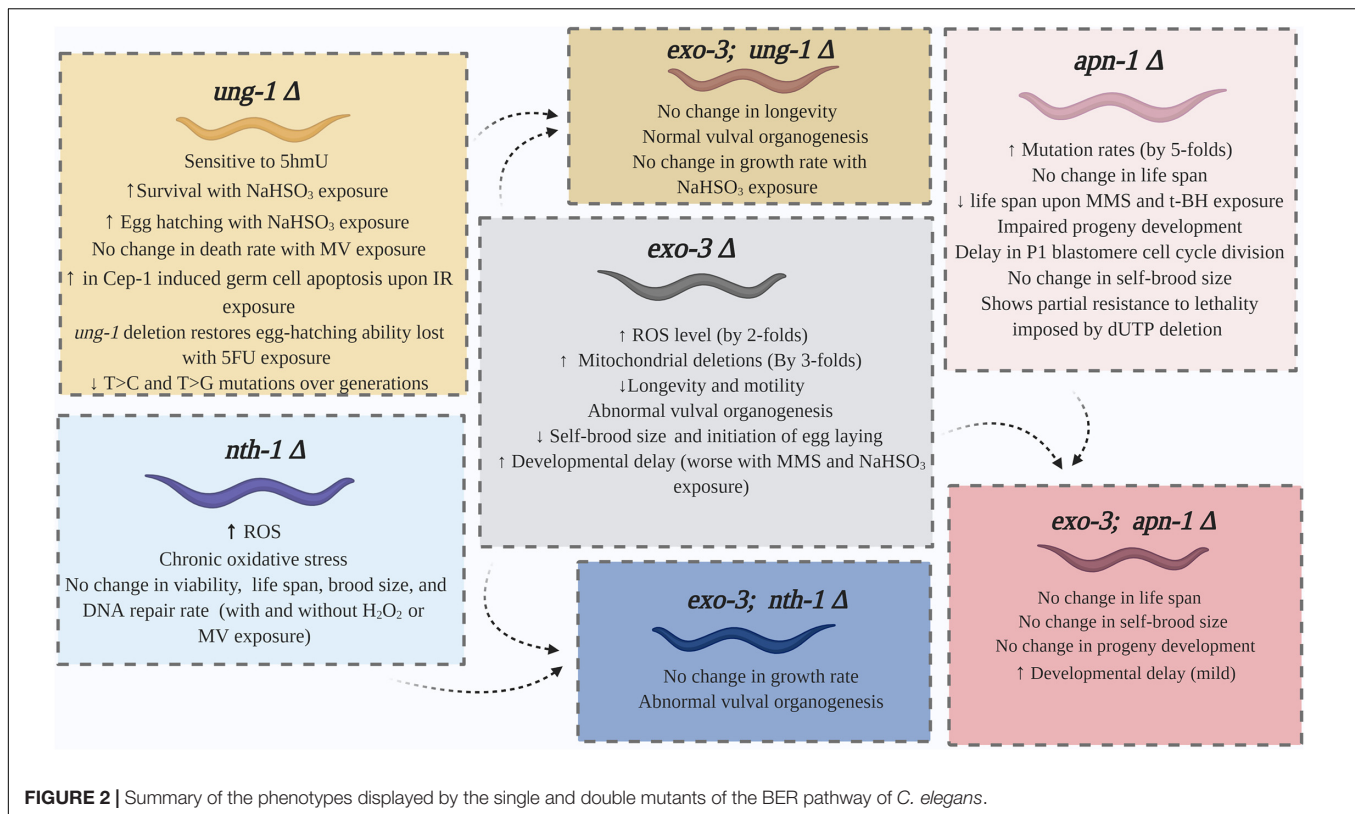 ung-1 Δ
Sensitive to 5hmU
↑Survival with NaHSO₃ exposure
↑ Egg hatching with NaHSO₃ exposure
No change in death rate with MV exposure
↑ in Cep-1 induced germ cell apoptosis upon IR
exposure
ung-1 deletion restores egg-hatching ability lost
with 5FU exposure
↓ T>C and T>G mutations over generations
nth-1 Δ
↑ ROS
Chronic oxidative stress
No change in viability, life span, brood size, and
DNA repair rate (with and without H₂O₂ or
MV exposure)
exo-3; ung-1 Δ
No change in longevity
Normal vulval organogenesis
No change in growth rate with
NaHSO₃ exposure
exo-3 Δ
↑ ROS level (by 2-folds)
↑ Mitochondrial deletions (By 3-folds)
↓Longevity and motility
Abnormal vulval organogenesis
↓ Self-brood size and initiation of egg laying
↑ Developmental delay (worse with MMS and NaHSO₃
exposure)
exo-3; nth-1 Δ
No change in growth rate
Abnormal vulval organogenesis
apn-1 Δ
↑ Mutation rates (by 5-folds)
No change in life span
↓ life span upon MMS and t-BH exposure
Impaired progeny development
Delay in P1 blastomere cell cycle division
No change in self-brood size
Shows partial resistance to lethality
imposed by dUTP deletion
exo-3; apn-1 Δ
No change in life span
No change in self-brood size
No change in progeny development
↑ Developmental delay (mild)
FIGURE 2 | Summary of the phenotypes displayed by the single and double mutants of the BER pathway of C. elegans.